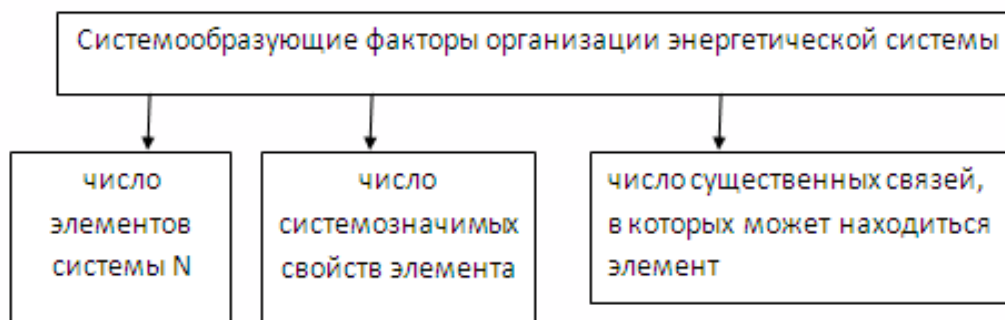 Системообразующие факторы организации энергетической системы
число
элементов
системы N
число
системозначимых
свойств элемента
число существенных связей,
в которых может находиться
элемент